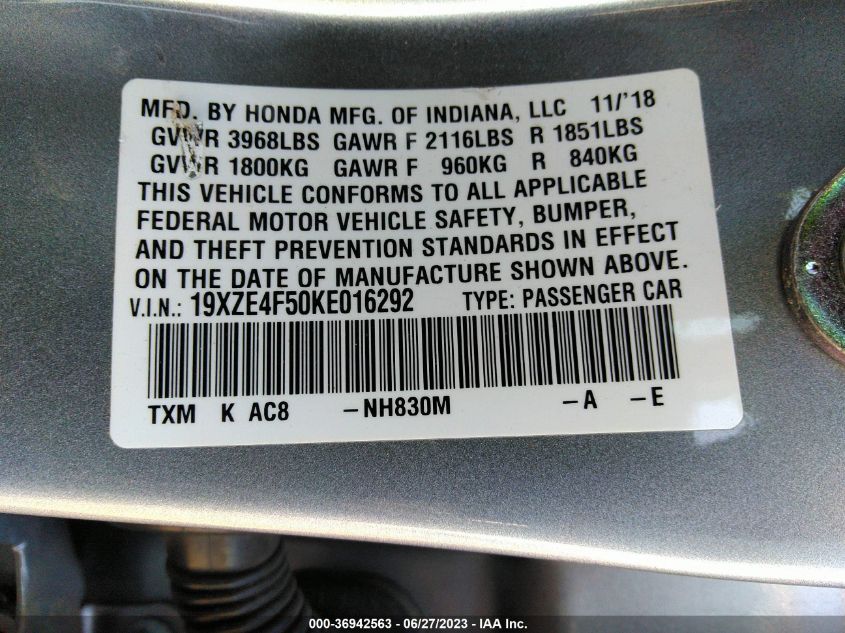 MFD. BY HONDA MFG. OF INDIANA, LLC 11/'18
GVWR 3968LBS GAWR F 2116LBS R 1851LBS
GVWR 1800KG GAWR F 960KG R 840KG
THIS VEHICLE CONFORMS TO ALL APPLICABLE
FEDERAL MOTOR VEHICLE SAFETY, BUMPER,
AND THEFT PREVENTION STANDARDS IN EFFECT
ON THE DATE OF MANUFACTURE SHOWN ABOVE.
V.I.N.: 19XZE4F50KE016292 TYPE: PASSENGER CAR
TXM K AC8 -NH830M -A -E
000-36942563 - 06/27/2023 - IAA Inc.